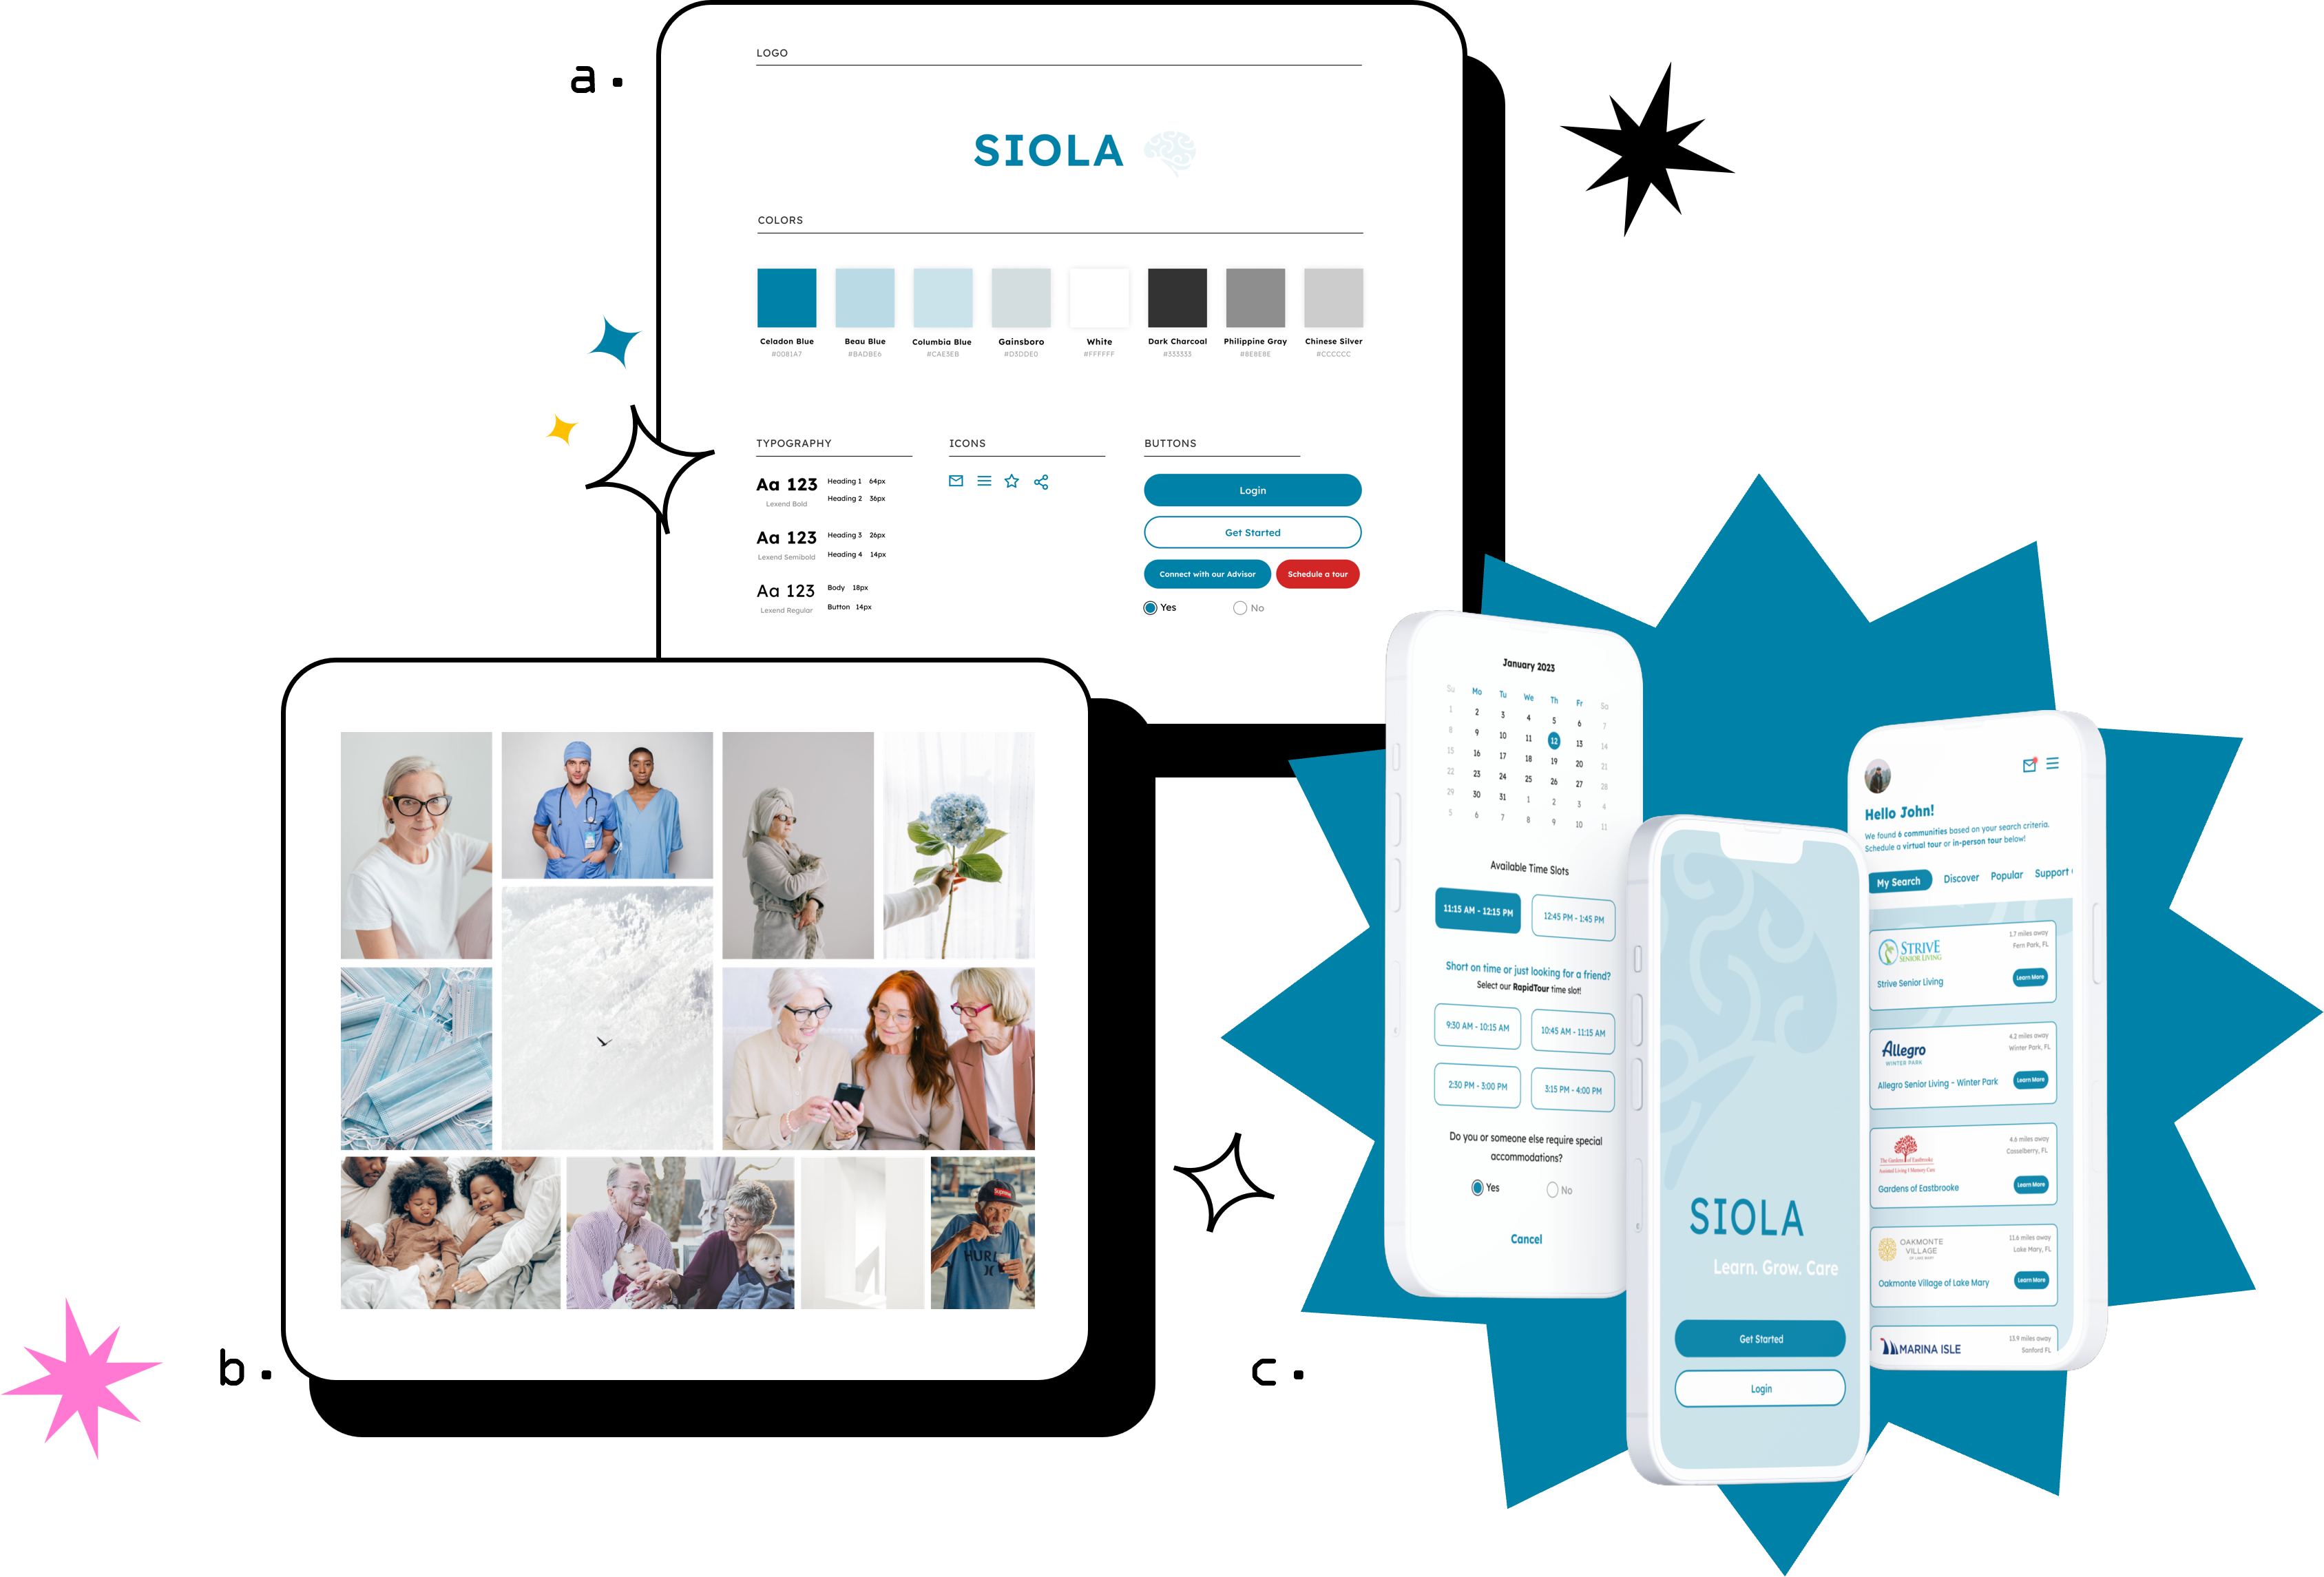 a.
LOGO
SIOLA
COLORS
Celadon Blue
#0081A7
Beau Blue
#BADBE6
Columbia Blue
#CAE3EB
Gainsboro
#D3DDE0
White
#FFFFFF
Dark Charcoal
#333333
Philippine Gray
#8E8E8E
Chinese Silver
#CCCCCC
TYPOGRAPHY
Aa 123
Lexend Bold
Heading 1 64px
Heading 2 36px
Aa 123
Lexend Semibold
Heading 3 26px
Heading 4 14px
Aa 123
Lexend Regular
Body 18px
Button 14px
ICONS
BUTTONS
Login
Get Started
Connect with our Advisor
Schedule a tour
Yes
No
b.
Supreme
HURL
c.
January 2023
Su Mo Tu We Th Fr Sa
1 2 3 4 5 6 7
8 9 10 11 12 13 14
15 16 17 18 19 20 21
22 23 24 25 26 27 28
29 30 31 1 2 3 4
5 6 7 8 9 10 11
Available Time Slots
11:15 AM - 12:15 PM
12:45 PM - 1:45 PM
Short on time or just looking for a friend?
Select our RapidTour time slot!
9:30 AM - 10:15 AM
10:45 AM - 11:15 AM
2:30 PM - 3:00 PM
3:15 PM - 4:00 PM
Do you or someone else require special
accommodations?
Yes
No
Cancel
SIOLA
Learn. Grow. Care
Get Started
Login
Hello John!
We found 6 communities based on your search criteria.
Schedule a virtual tour or in-person tour below!
My Search
Discover
Popular
Support
STRIVE
SENIOR LIVING
1.7 miles away
Fern Park, FL
Strive Senior Living
Learn More
Allegro
WINTER PARK
4.2 miles away
Winter Park, FL
Allegro Senior Living - Winter Park
Learn More
The Gardens of Eastbrooke
Assisted Living | Memory Care
4.6 miles away
Casselberry, FL
Gardens of Eastbrooke
Learn More
OAKMONTE
VILLAGE
OF LAKE MARY
11.6 miles away
Lake Mary, FL
Oakmonte Village of Lake Mary
Learn More
MARINA ISLE
13.9 miles away
Sanford FL